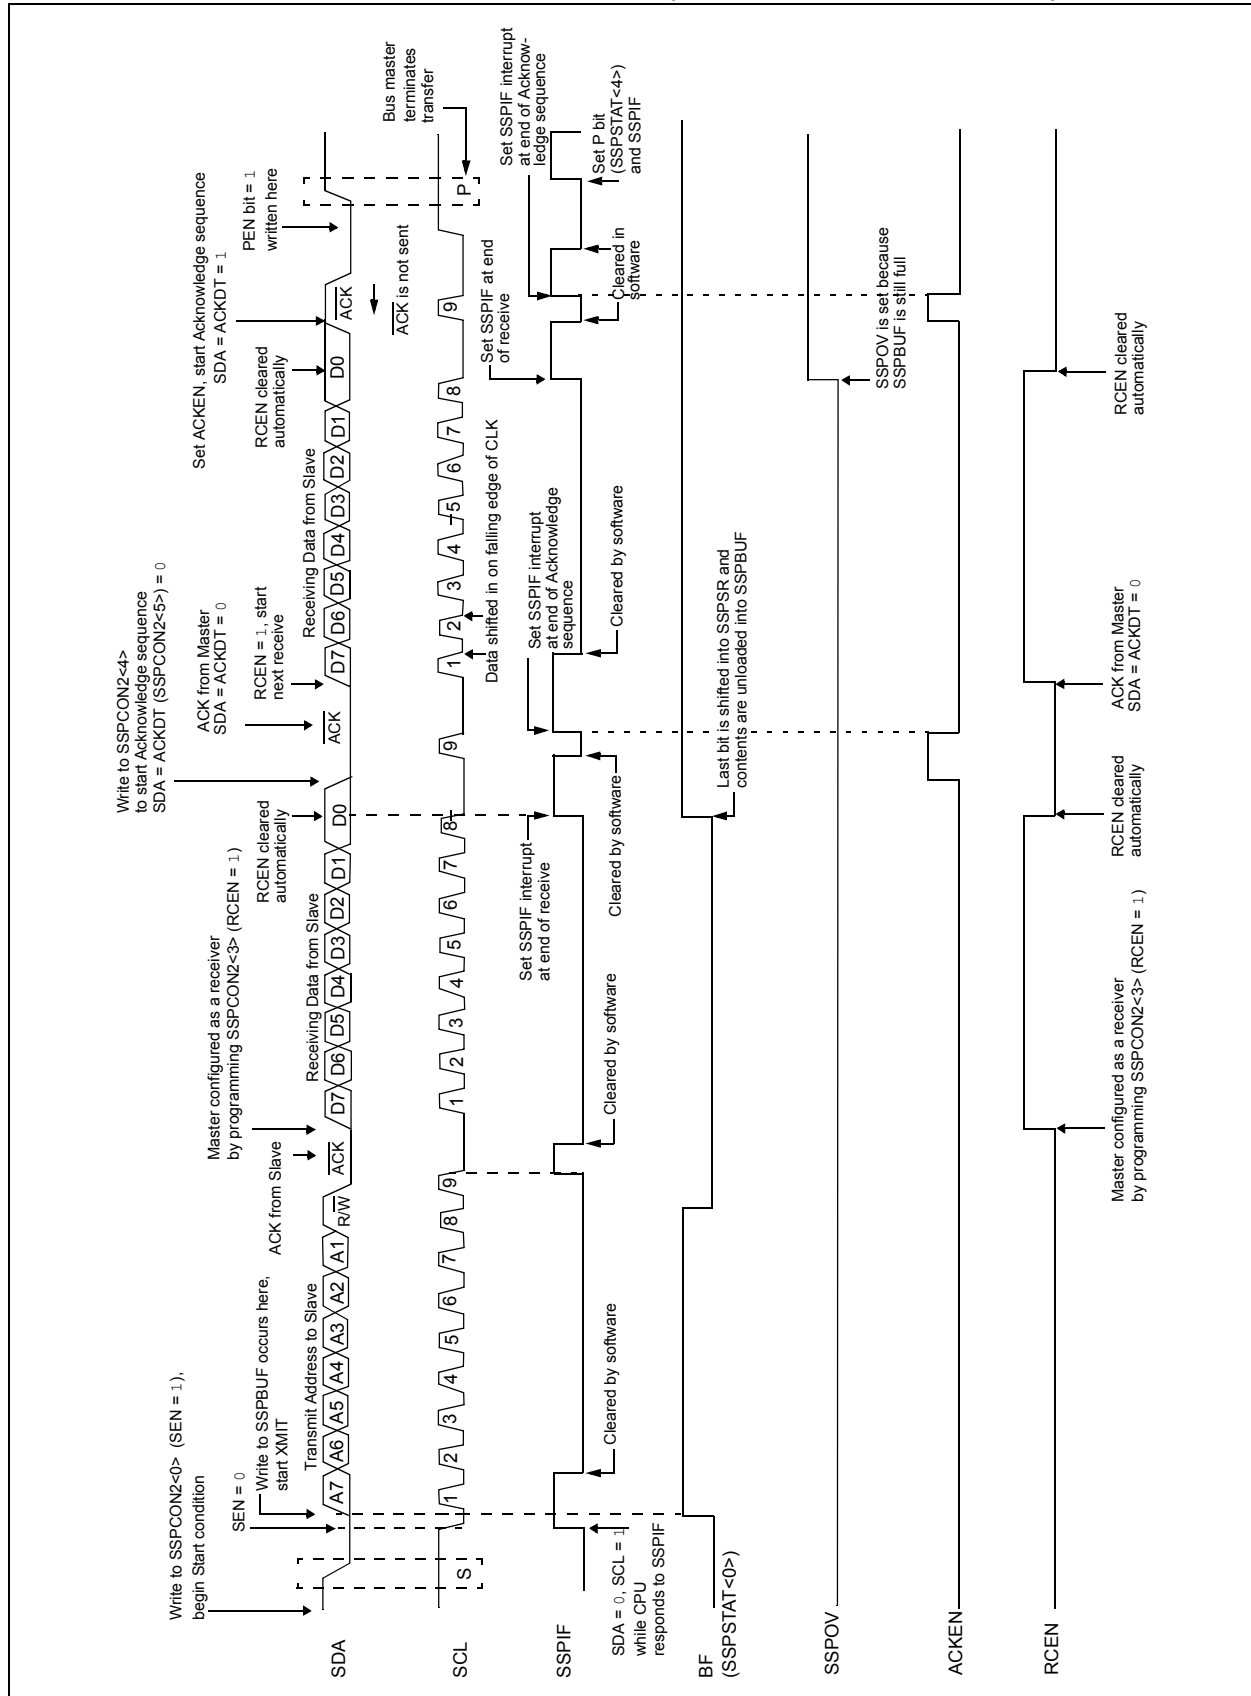 Write to SSPCON2<0> (SEN = 1),
begin Start condition
SEN = 0
Write to SSPBUF occurs here,
start XMIT
Transmit Address to Slave
ACK from Slave
Master configured as a receiver
by programming SSPCON2<3> (RCEN = 1)
Receiving Data from Slave
RCEN cleared
automatically
Write to SSPCON2<4>
to start Acknowledge sequence
SDA = ACKDT (SSPCON2<5>) = 0
ACK from Master
SDA = ACKDT = 0
RCEN = 1, start
next receive
Receiving Data from Slave
RCEN cleared
automatically
Set ACKEN, start Acknowledge sequence
SDA = ACKDT = 1
PEN bit = 1
written here
SDA
A7 A6 A5 A4 A3 A2 A1 R/W ACK D7 D6 D5 D4 D3 D2 D1 D0 ACK D7 D6 D5 D4 D3 D2 D1 D0 ACK
ACK is not sent
Bus master
terminates
transfer
SCL
S 1 2 3 4 5 6 7 8 9 1 2 3 4 5 6 7 8 9 1 2 3 4 5 6 7 8 9 P
Data shifted in on falling edge of CLK
Set SSPIF interrupt
at end of receive
Set SSPIF interrupt
at end of Acknowledge
sequence
Set SSPIF at end
of receive
Set SSPIF interrupt
at end of Acknow-
ledge sequence
SSPIF
SDA = 0, SCL = 1
while CPU
responds to SSPIF
Cleared by software
Cleared by software
Cleared by software
Cleared by software
Cleared in
software
Set P bit
(SSPSTAT<4>)
and SSPIF
BF
(SSPSTAT<0>)
Last bit is shifted into SSPSR and
contents are unloaded into SSPBUF
SSPOV
SSPOV is set because
SSPBUF is still full
ACKEN
RCEN
Master configured as a receiver
by programming SSPCON2<3> (RCEN = 1)
RCEN cleared
automatically
ACK from Master
SDA = ACKDT = 0
RCEN cleared
automatically